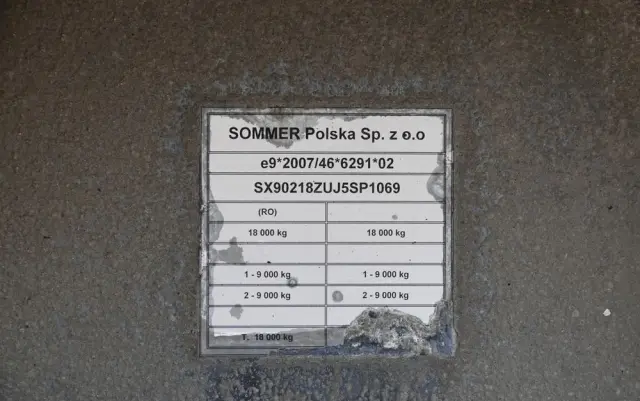 SOMMER Polska Sp. z o.o
e9*2007/46*6291*02
SX90218ZUJ5SP1069
(RO)
18 000 kg 18 000 kg
1 - 9 000 kg 1 - 9 000 kg
2 - 9 000 kg 2 - 9 000 kg
T. 18 000 kg